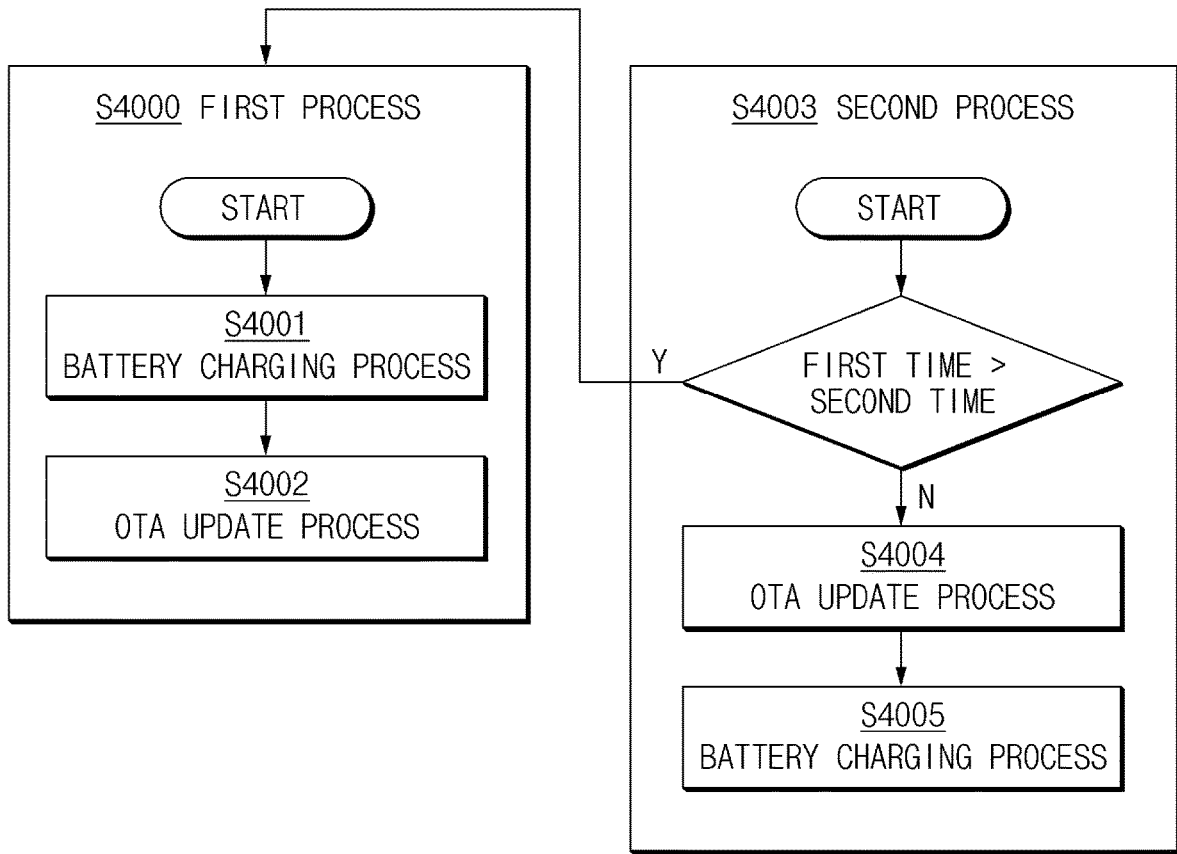 S4000 FIRST PROCESS
START
S4001
BATTERY CHARGING PROCESS
S4002
OTA UPDATE PROCESS
S4003 SECOND PROCESS
START
FIRST TIME >
SECOND TIME
Y
N
S4004
OTA UPDATE PROCESS
S4005
BATTERY CHARGING PROCESS